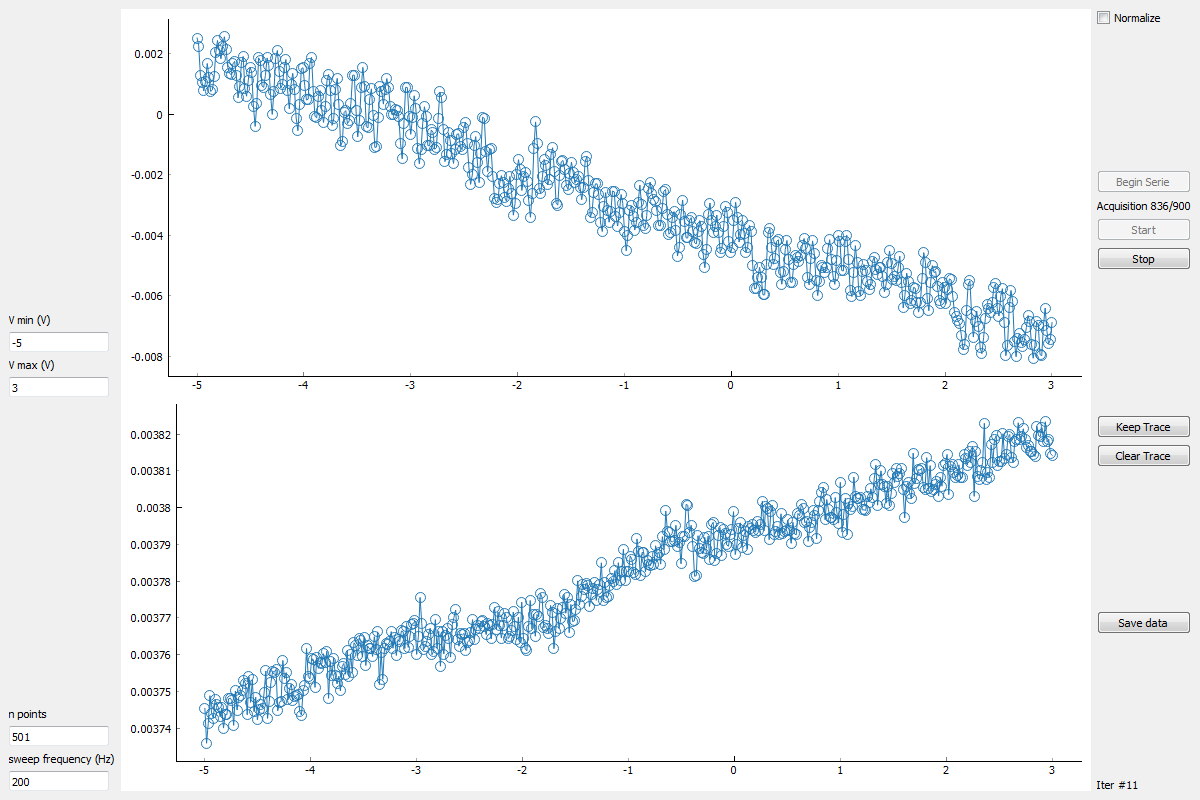 Normalize
0.002
0
-0.002
-0.004
-0.006
-0.008
-5 -4 -3 -2 -1 0 1 2 3
Begin Serie
Acquisition 836/900
Start
Stop
V min (V)
-5
V max (V)
3
0.00382
0.00381
0.0038
0.00379
0.00378
0.00377
0.00376
0.00375
0.00374
-5 -4 -3 -2 -1 0 1 2 3
Keep Trace
Clear Trace
Save data
n points
501
sweep frequency (Hz)
200
Iter #11